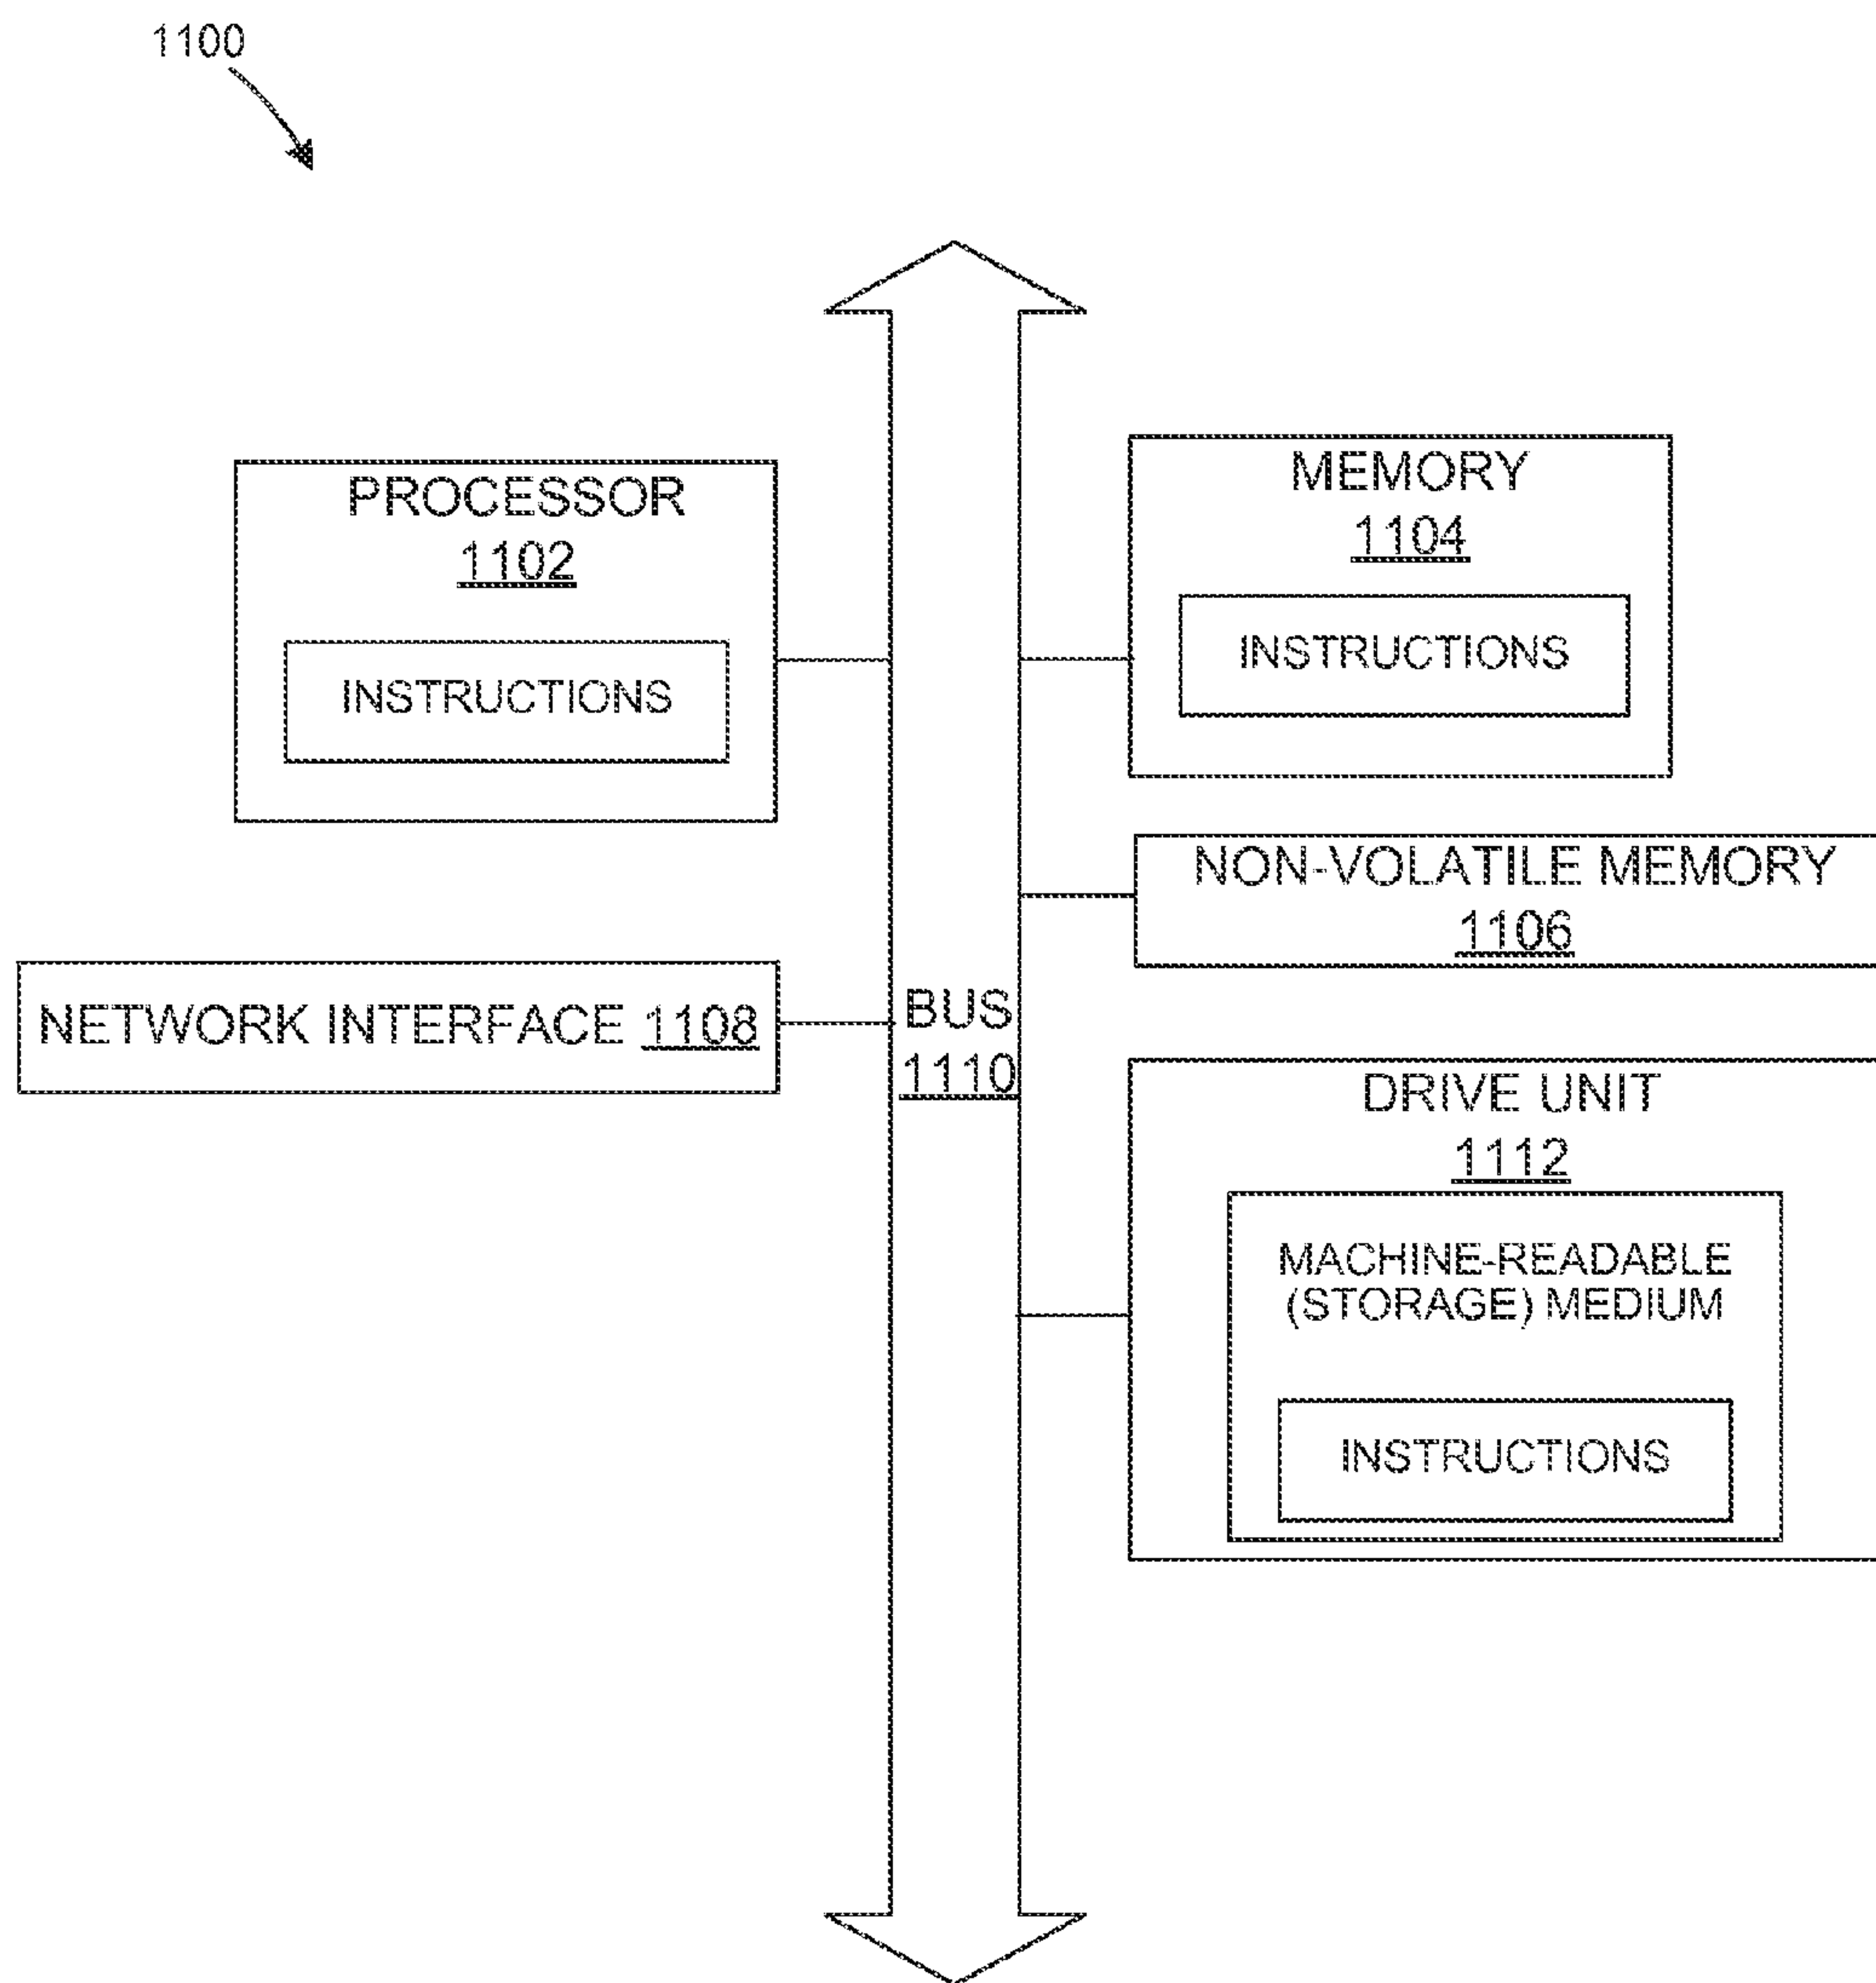 1100
PROCESSOR
1102
INSTRUCTIONS
MEMORY
1104
INSTRUCTIONS
NON-VOLATILE MEMORY
1106
NETWORK INTERFACE 1108
BUS
1110
DRIVE UNIT
1112
MACHINE-READABLE
(STORAGE) MEDIUM
INSTRUCTIONS